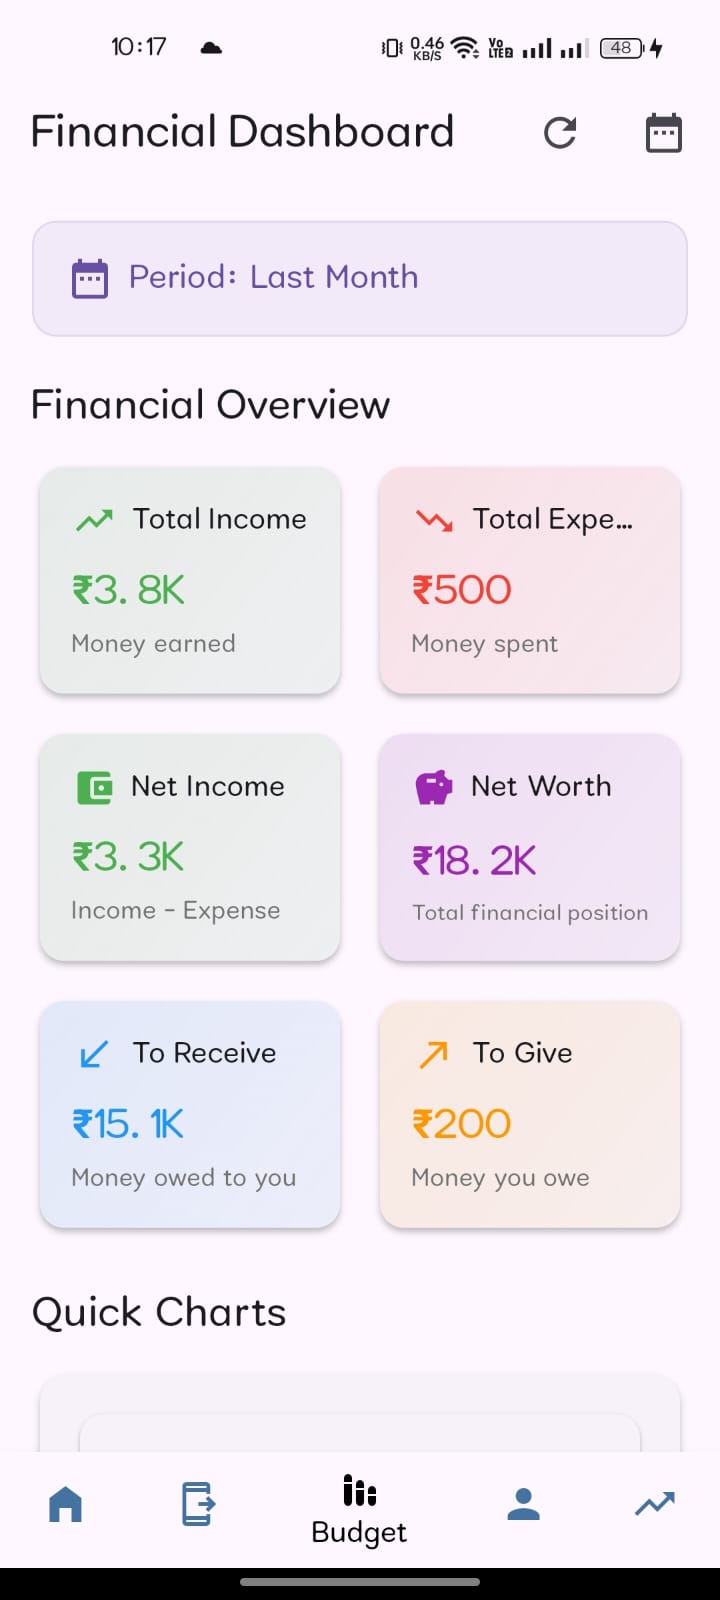 10:17
0.46
KB/S
Vo
LTE2
48
Financial Dashboard
Period: Last Month
Financial Overview
Total Income
₹3.8K
Money earned
Total Expe...
₹500
Money spent
Net Income
₹3.3K
Income - Expense
Net Worth
₹18.2K
Total financial position
To Receive
₹15.1K
Money owed to you
To Give
₹200
Money you owe
Quick Charts
Budget